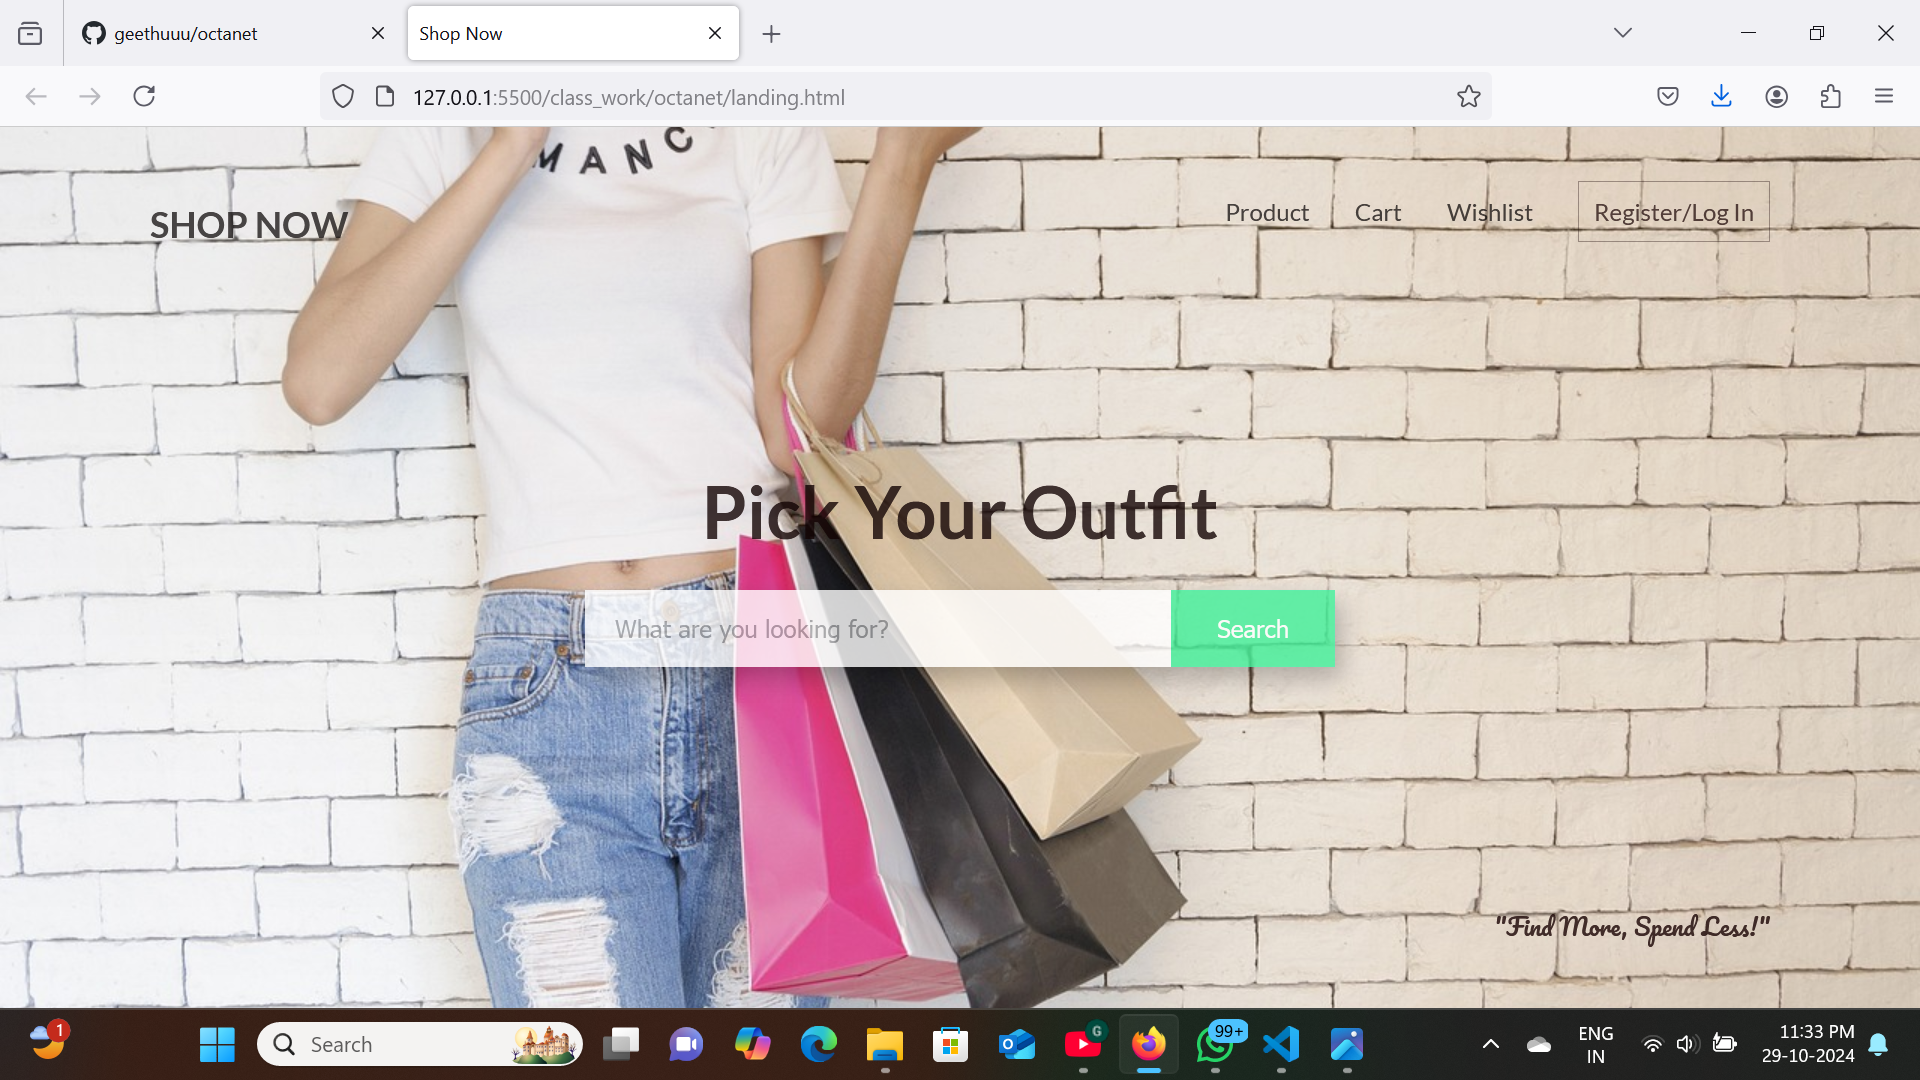 geethuuu/octanet
Shop Now
127.0.0.1:5500/class_work/octanet/landing.html
MANC
SHOP NOW
Product
Cart
Wishlist
Register/Log In
Pick Your Outfit
What are you looking for?
Search
"Find More, Spend Less!"
1
Search
G
99+
ENG
IN
11:33 PM
29-10-2024